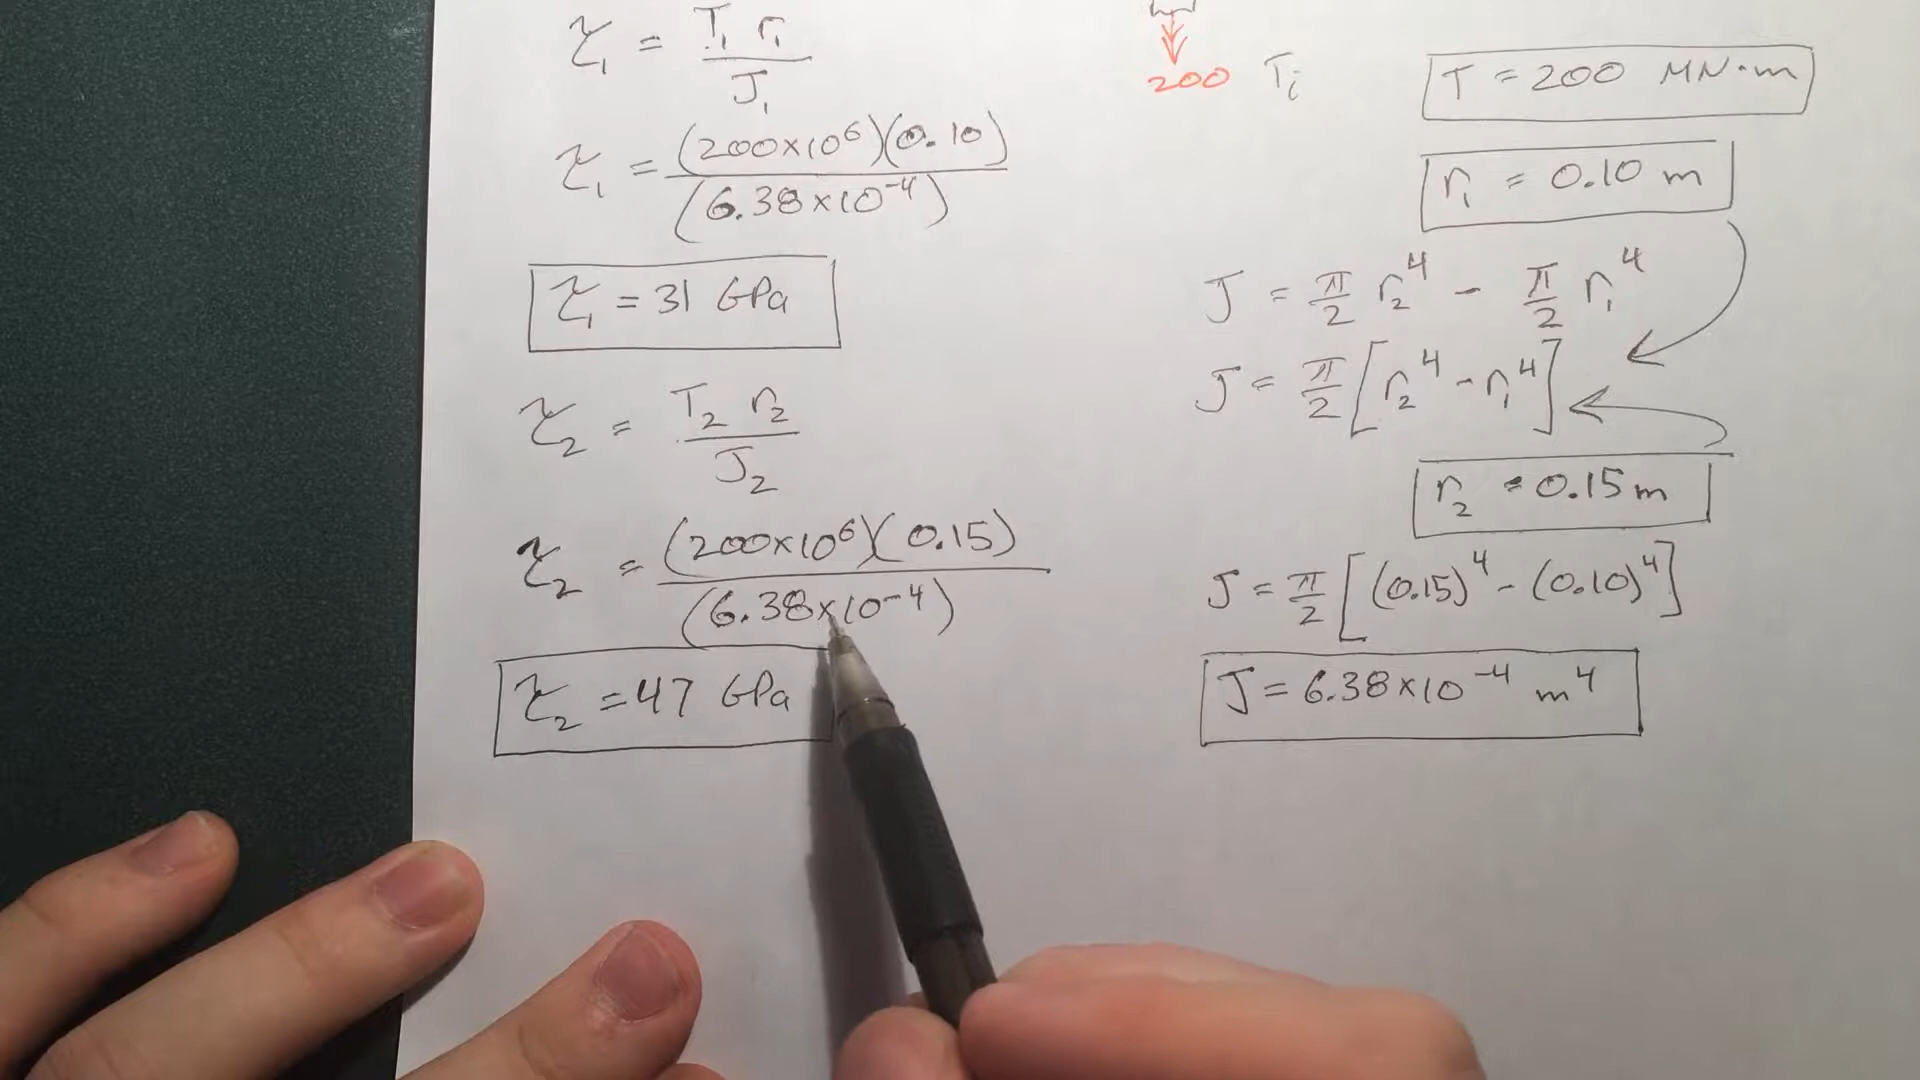 τ₁ = T₁ r₁ / J₁
τ₁ = (200×10⁶)(0.10) / (6.38×10⁻⁴)
τ₁ = 31 GPa
τ₂ = T₂ r₂ / J₂
τ₂ = (200×10⁶)(0.15) / (6.38×10⁻⁴)
τ₂ = 47 GPa
200 Tᵢ
T = 200 MN·m
r₁ = 0.10 m
J = π/2 r₂⁴ - π/2 r₁⁴
J = π/2 [r₂⁴ - r₁⁴]
r₂ = 0.15 m
J = π/2 [(0.15)⁴ - (0.10)⁴]
J = 6.38×10⁻⁴ m⁴